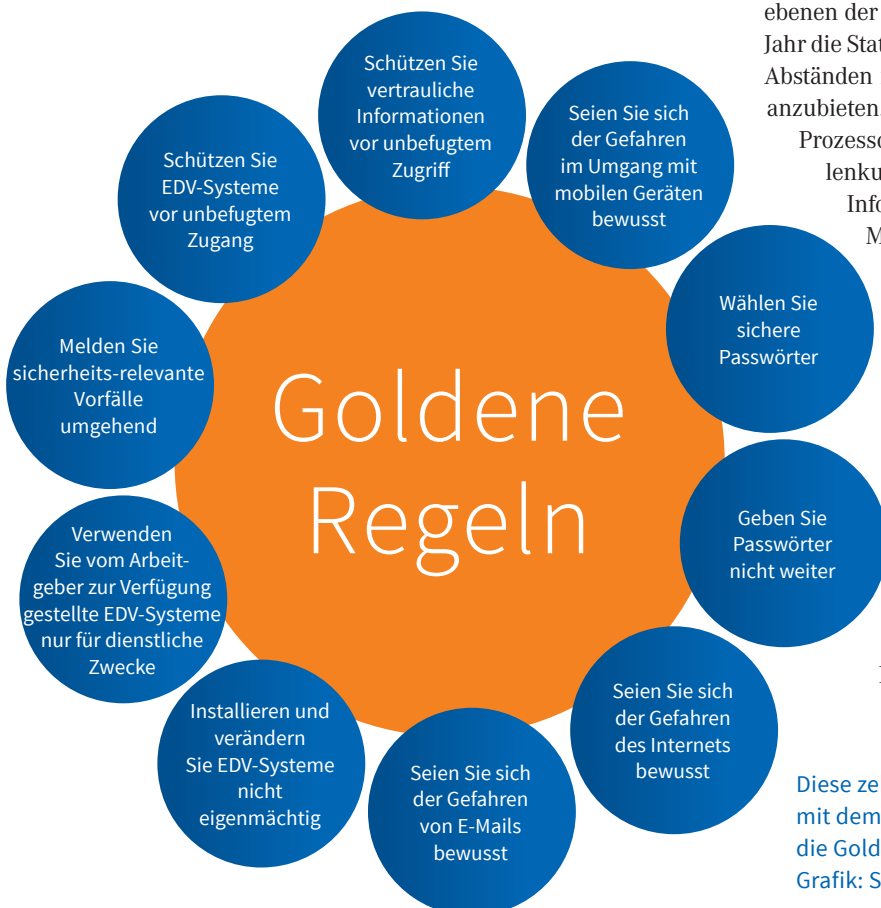 ebenen der
Jahr die Stat
Abständen
anzubieten.
Prozesso
lenku
Info
M
Schützen Sie
vertrauliche
Informationen
vor unbefugtem
Zugriff
Seien Sie sich
der Gefahren
im Umgang mit
mobilen Geräten
bewusst
Wählen Sie
sichere
Passwörter
Geben Sie
Passwörter
nicht weiter
Seien Sie sich
der Gefahren
des Internets
bewusst
Seien Sie sich
der Gefahren
von E-Mails
bewusst
Installieren und
verändern
Sie EDV-Systeme
nicht
eigenmächtig
Verwenden
Sie vom Arbeit-
geber zur Verfügung
gestellte EDV-Systeme
nur für dienstliche
Zwecke
Melden Sie
sicherheits-relevante
Vorfälle
umgehend
Schützen Sie
EDV-Systeme
vor unbefugtem
Zugang
Goldene
Regeln
Diese ze
mit dem
die Gold
Grafik: S